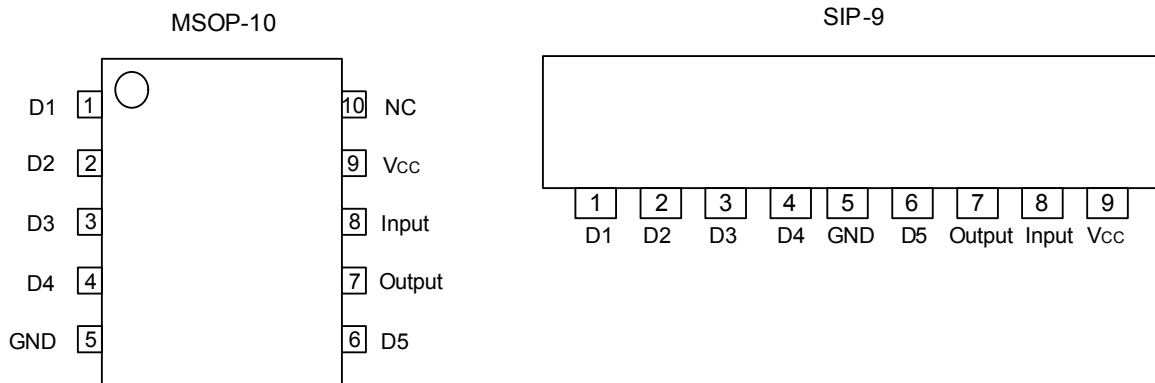 MSOP-10
D1 1
D2 2
D3 3
D4 4
GND 5
10 NC
9 Vcc
8 Input
7 Output
6 D5
SIP-9
1 2 3 4 5 6 7 8 9
D1 D2 D3 D4 GND D5 Output Input Vcc